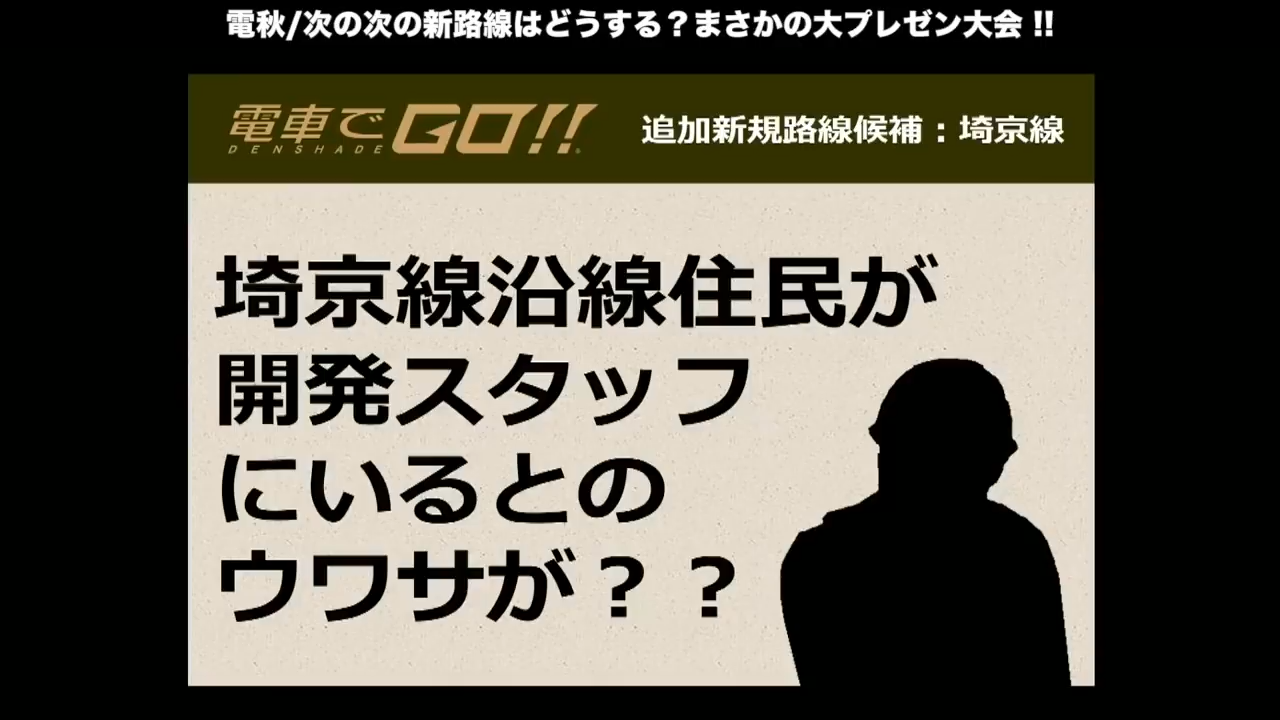 電秋/次の次の新路線はどうする？まさかの大プレゼン大会 !!
電車でGO!!
DENSHADE
追加新規路線候補：埼京線
埼京線沿線住民が
開発スタッフ
にいるとの
ウワサが？？